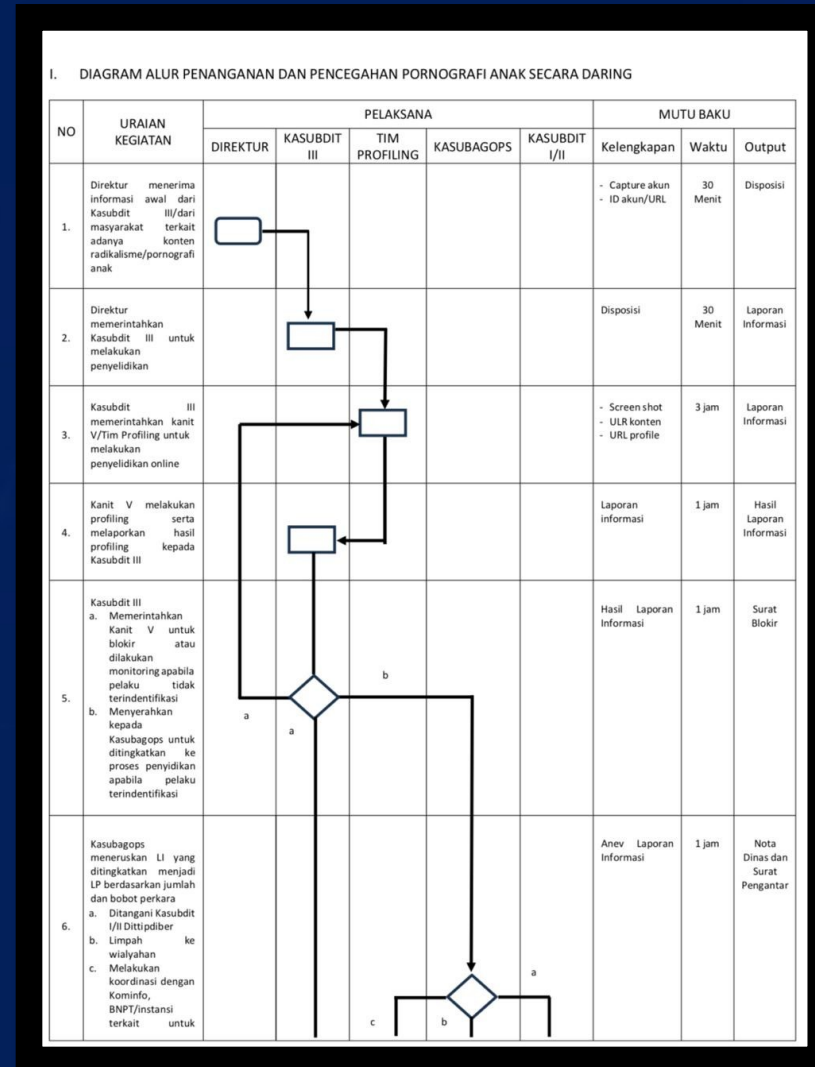 I. DIAGRAM ALUR PENANGANAN DAN PENCEGAHAN PORNOGRAFI ANAK SECARA DARING
NO
URAIAN
KEGIATAN
PELAKSANA
MUTU BAKU
DIREKTUR
KASUBDIT
III
TIM
PROFILING
KASUBAGOPS
KASUBDIT
I/II
Kelengkapan
Waktu
Output
1.
Direktur menerima
informasi awal dari
Kasubdit III/dari
masyarakat terkait
adanya konten
radikalisme/pornografi
anak
- Capture akun
- ID akun/URL
30
Menit
Disposisi
2.
Direktur
memerintahkan
Kasubdit III untuk
melakukan
penyelidikan
Disposisi
30
Menit
Laporan
Informasi
3.
Kasubdit III
memerintahkan kanit
V/Tim Profiling untuk
melakukan
penyelidikan online
- Screen shot
- ULR konten
- URL profile
3 jam
Laporan
Informasi
4.
Kanit V melakukan
profiling serta
melaporkan hasil
profiling kepada
Kasubdit III
Laporan
informasi
1 jam
Hasil
Laporan
Informasi
5.
Kasubdit III
a. Memerintahkan
Kanit V untuk
blokir atau
dilakukan
monitoring apabila
pelaku tidak
terindentifikasi
b. Menyerahkan
kepada
Kasubagops untuk
ditingkatkan ke
proses penyidikan
apabila pelaku
terindentifikasi
a
a
b
Hasil Laporan
Informasi
1 jam
Surat
Blokir
6.
Kasubagops
meneruskan LI yang
ditingkatkan menjadi
LP berdasarkan jumlah
dan bobot perkara
a. Ditangani Kasubdit
I/II Dittipdiber
b. Limpah ke
wialyahan
c. Melakukan
koordinasi dengan
Kominfo,
BNPT/instansi
terkait untuk
c
b
a
Anev Laporan
Informasi
1 jam
Nota
Dinas dan
Surat
Pengantar